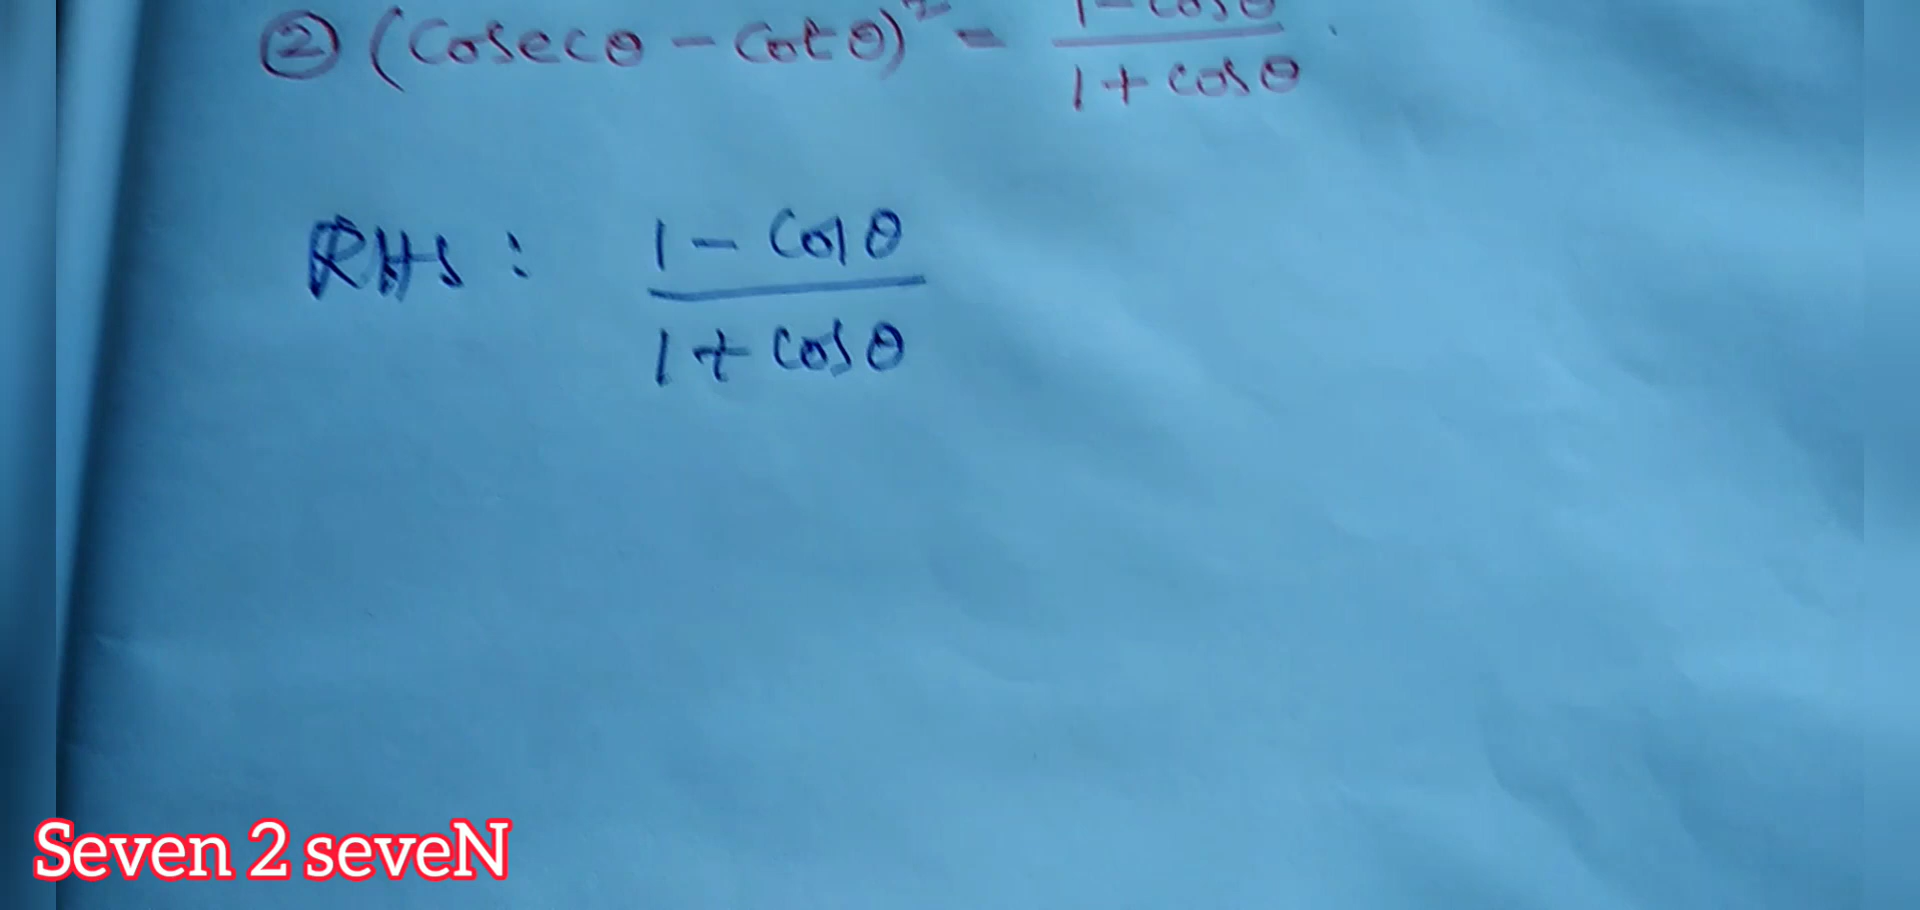 ② (Cosecθ - Cotθ)² = 1 - cosθ / 1 + cosθ
RHS : 1 - Cosθ / 1 + Cosθ
Seven 2 seveN